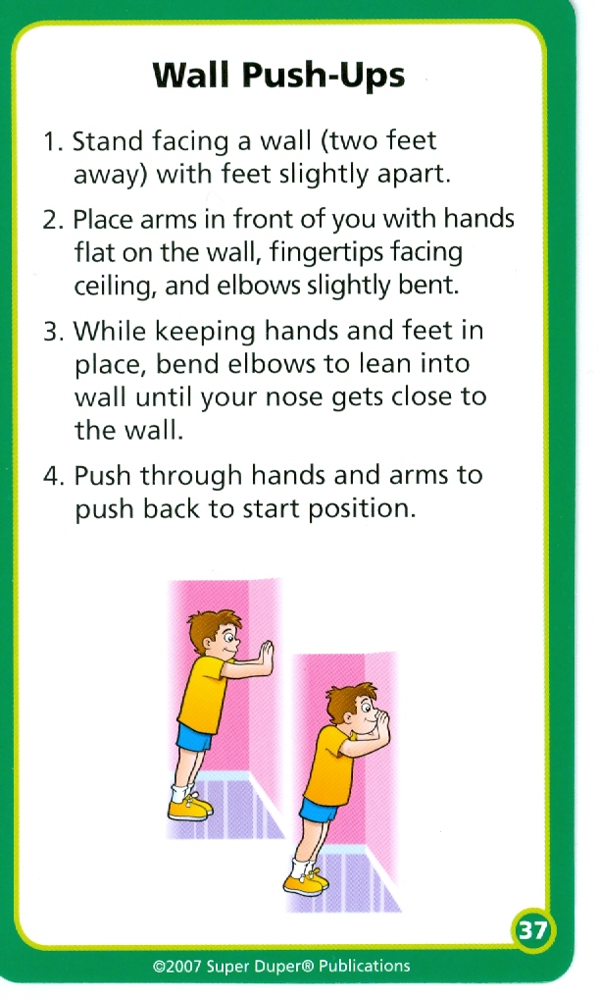 Wall Push-Ups
1. Stand facing a wall (two feet
away) with feet slightly apart.
2. Place arms in front of you with hands
flat on the wall, fingertips facing
ceiling, and elbows slightly bent.
3. While keeping hands and feet in
place, bend elbows to lean into
wall until your nose gets close to
the wall.
4. Push through hands and arms to
push back to start position.
37
©2007 Super Duper® Publications